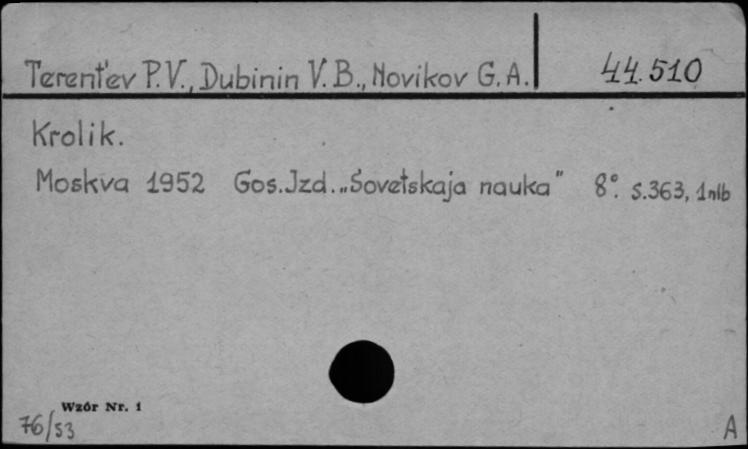 Terent'ev P.V., Dubinin V.B., Novikov G.A. 44.510
Krolik.
Moskva 1952 Gos.Jzd. „Sovetskaja nauka" 8° S.363, 1nlb
Wzór Nr. 1
76/53 A